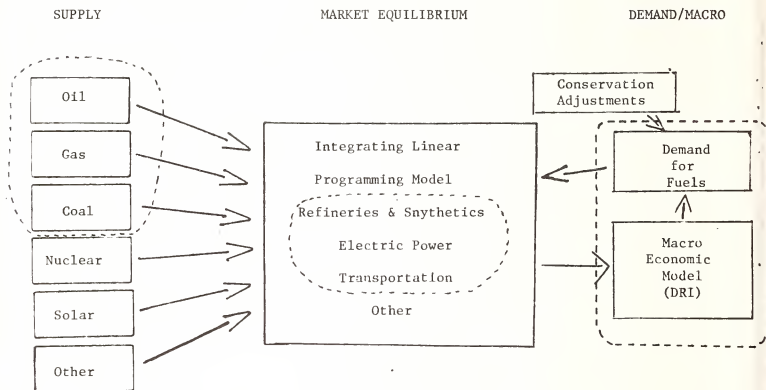 SUPPLY
MARKET EQUILIBRIUM
DEMAND/MACRO
Oil
Gas
Coal
Nuclear
Solar
Other
Integrating Linear
Programming Model
Refineries & Snythetics
Electric Power
Transportation
Other
Conservation
Adjustments
Demand
for
Fuels
Macro
Economic
Model
(DRI)